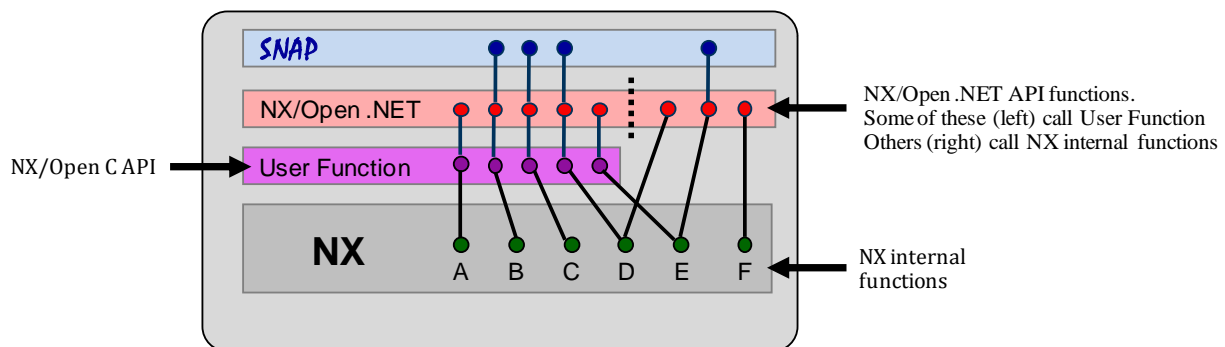 SNAP
NX/Open .NET
NX/Open .NET API functions.
Some of these (left) call User Function
Others (right) call NX internal functions
NX/Open C API
User Function
NX
A B C D E F
NX internal
functions